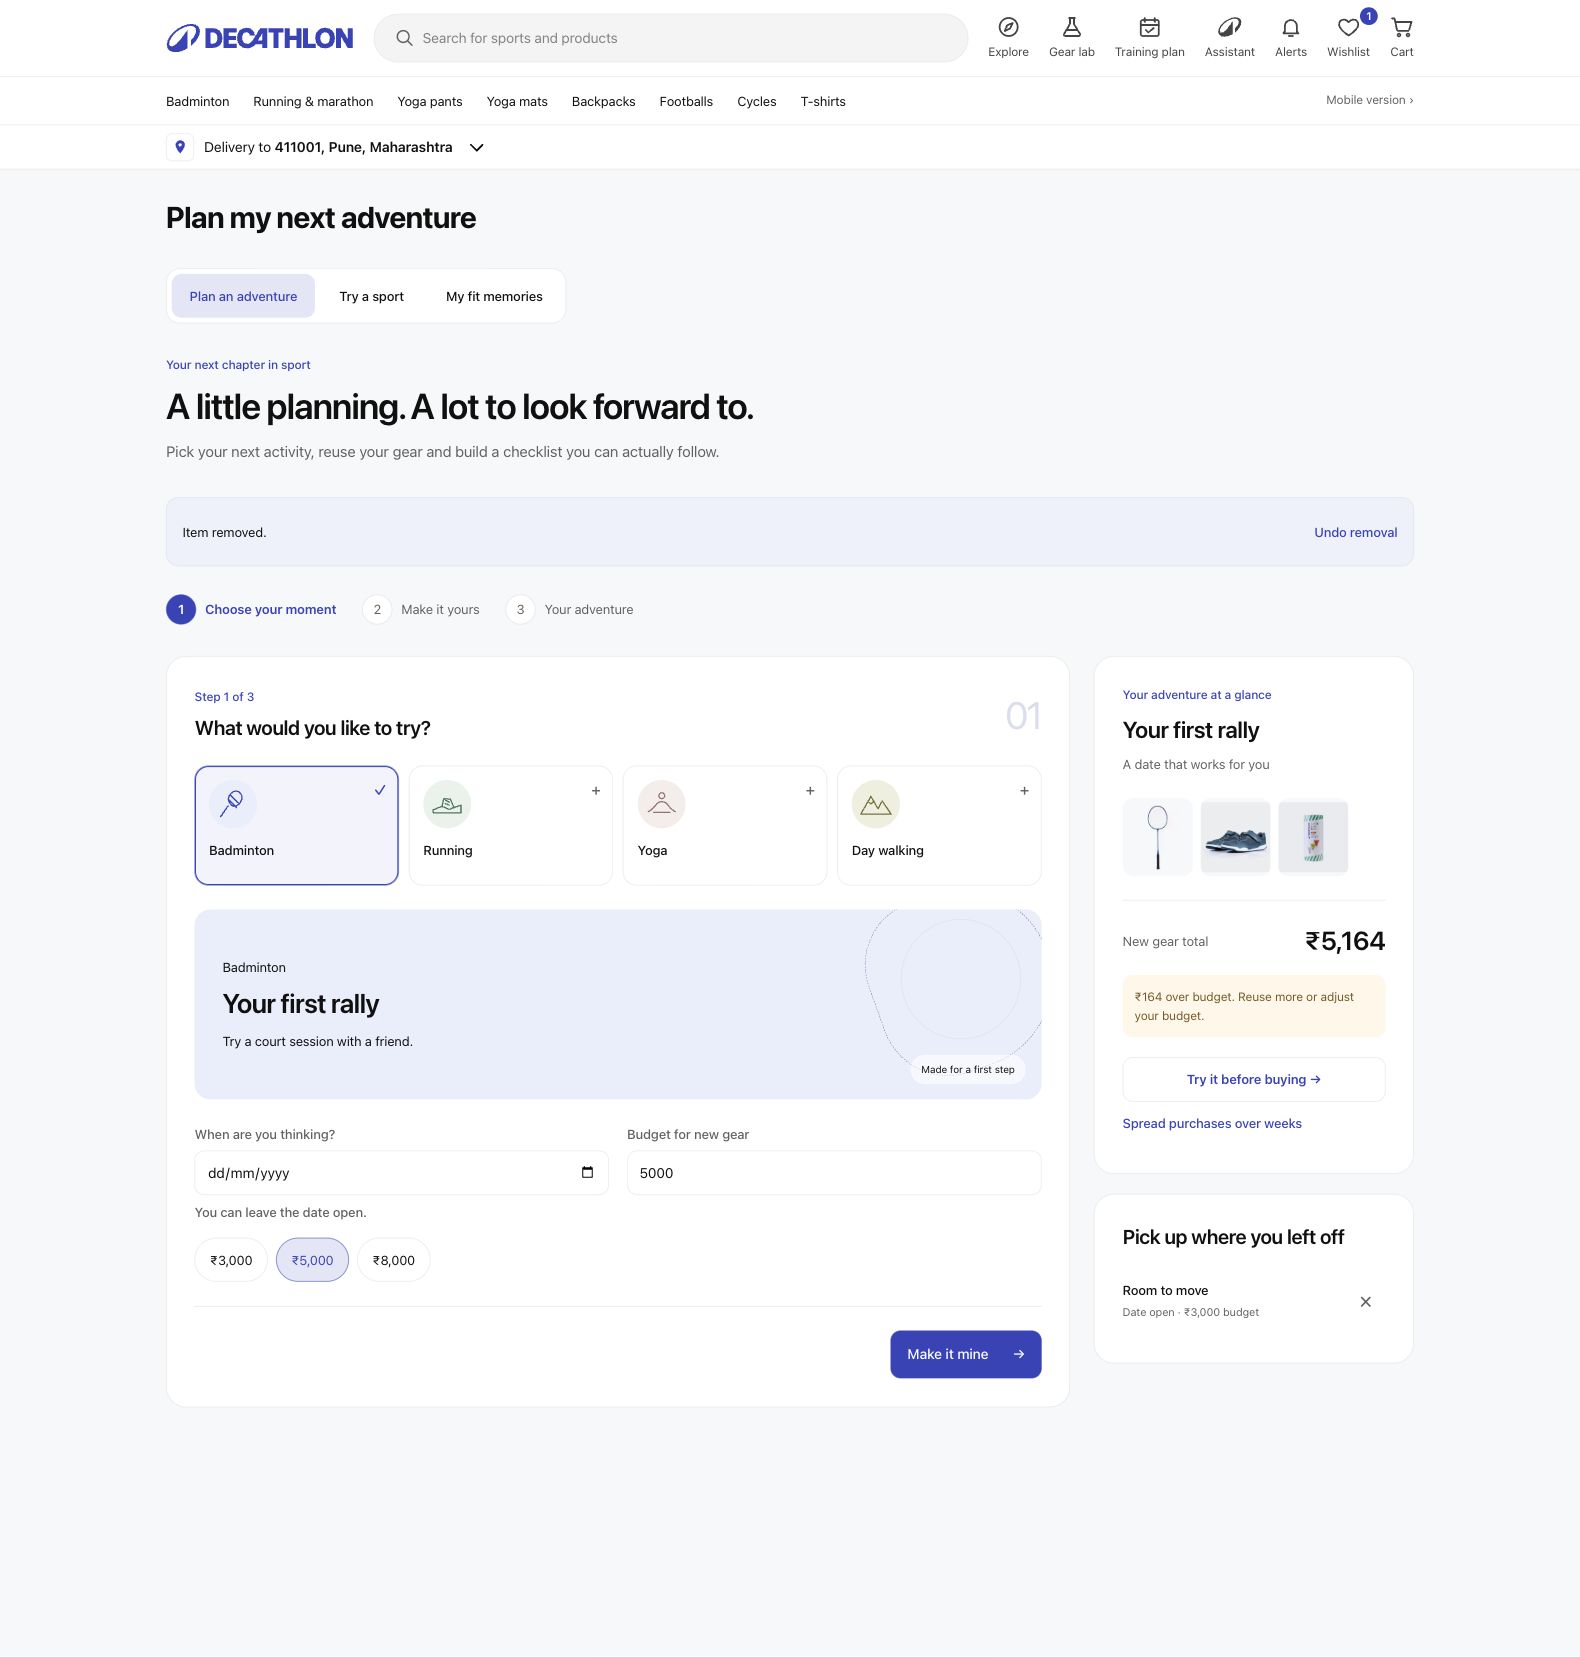 DECATHLON
Search for sports and products
Explore
Gear lab
Training plan
Assistant
Alerts
1
Wishlist
Cart
Badminton
Running & marathon
Yoga pants
Yoga mats
Backpacks
Footballs
Cycles
T-shirts
Mobile version ›
Delivery to 411001, Pune, Maharashtra
Plan my next adventure
Plan an adventure
Try a sport
My fit memories
Your next chapter in sport
A little planning. A lot to look forward to.
Pick your next activity, reuse your gear and build a checklist you can actually follow.
Item removed.
Undo removal
1 Choose your moment
2 Make it yours
3 Your adventure
Step 1 of 3
What would you like to try?
01
Badminton
Running
Yoga
Day walking
Badminton
Your first rally
Try a court session with a friend.
Made for a first step
When are you thinking?
dd/mm/yyyy
You can leave the date open.
Budget for new gear
5000
₹3,000
₹5,000
₹8,000
Make it mine →
Your adventure at a glance
Your first rally
A date that works for you
New gear total
₹5,164
₹164 over budget. Reuse more or adjust
your budget.
Try it before buying →
Spread purchases over weeks
Pick up where you left off
Room to move
Date open · ₹3,000 budget